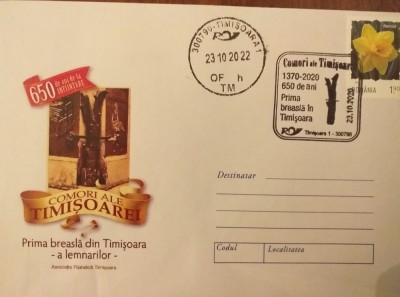 300790-TIMIȘOARA 1
23 10 20 22
OF h
TM
Comori ale Timișoarei
1370-2020
650 de ani
Prima
breaslă în
Timișoara
23.10.2020
Timișoara 1 - 300790
ROMÂNIA
650 de ani de la
ÎNFIINȚARE
COMORI ALE
TIMIȘOAREI
Prima breaslă din Timișoara
- a lemnarilor -
Asociația Filatelică Timișoara
Destinatar
Codul
Localitatea